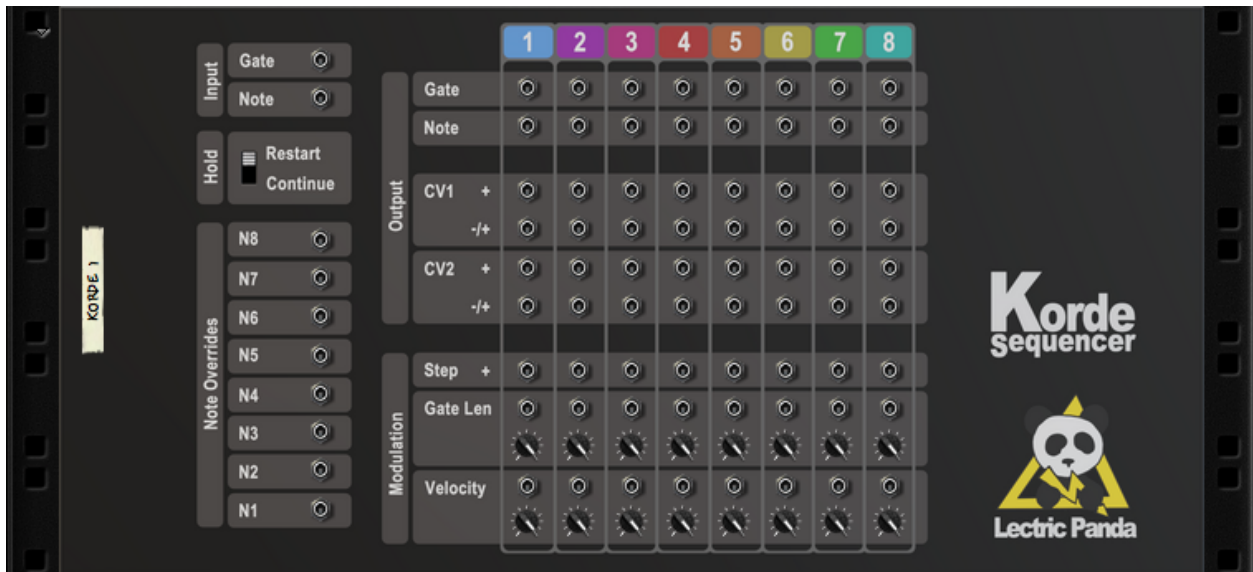 1 2 3 4 5 6 7 8
Input
Gate
Note
Hold
Restart
Continue
Note Overrides
N8
N7
N6
N5
N4
N3
N2
N1
Output
Gate
Note
CV1 +
-/+
CV2 +
-/+
Modulation
Step +
Gate Len
Velocity
KORDE 1
Korde
sequencer
Lectric Panda